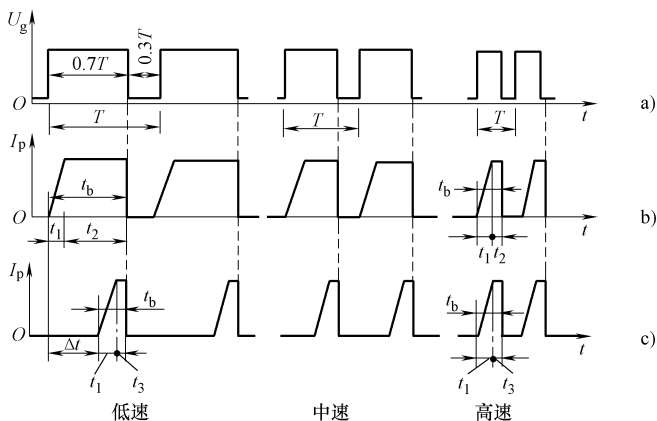 U_g
0.7T
0.3T
T
T
T
O
t
a)
I_p
t_b
t_b
O
t_1
t_2
t_1
t_2
t
b)
I_p
t_b
t_b
O
Δt
t
c)
t_1
t_3
t_1
t_3
低速
中速
高速